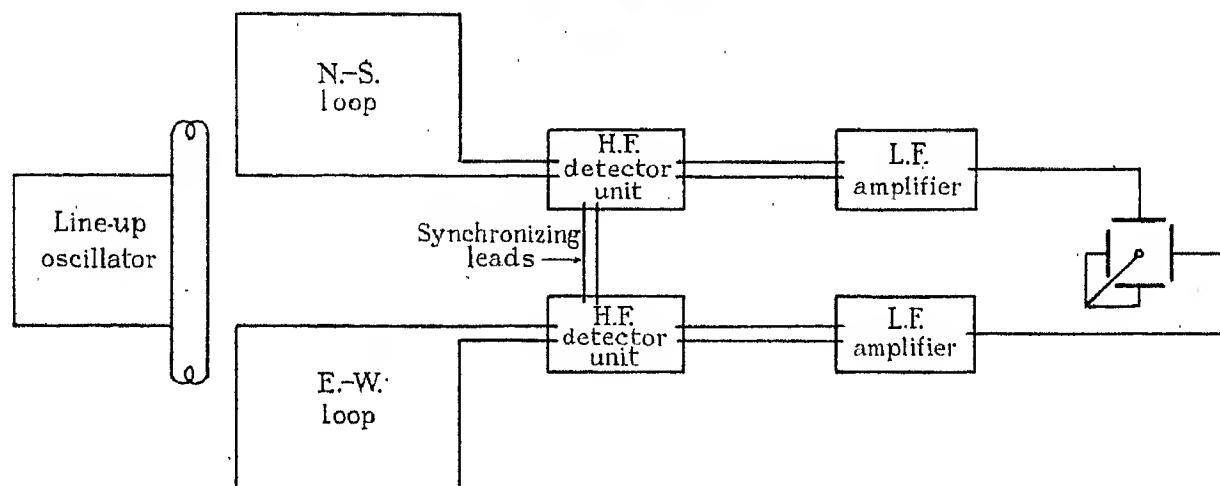 N.-S.
loop
H.F.
detector
unit
L.F.
amplifier
Line-up
oscillator
Synchronizing
leads
H.F.
detector
unit
L.F.
amplifier
E.-W.
loop